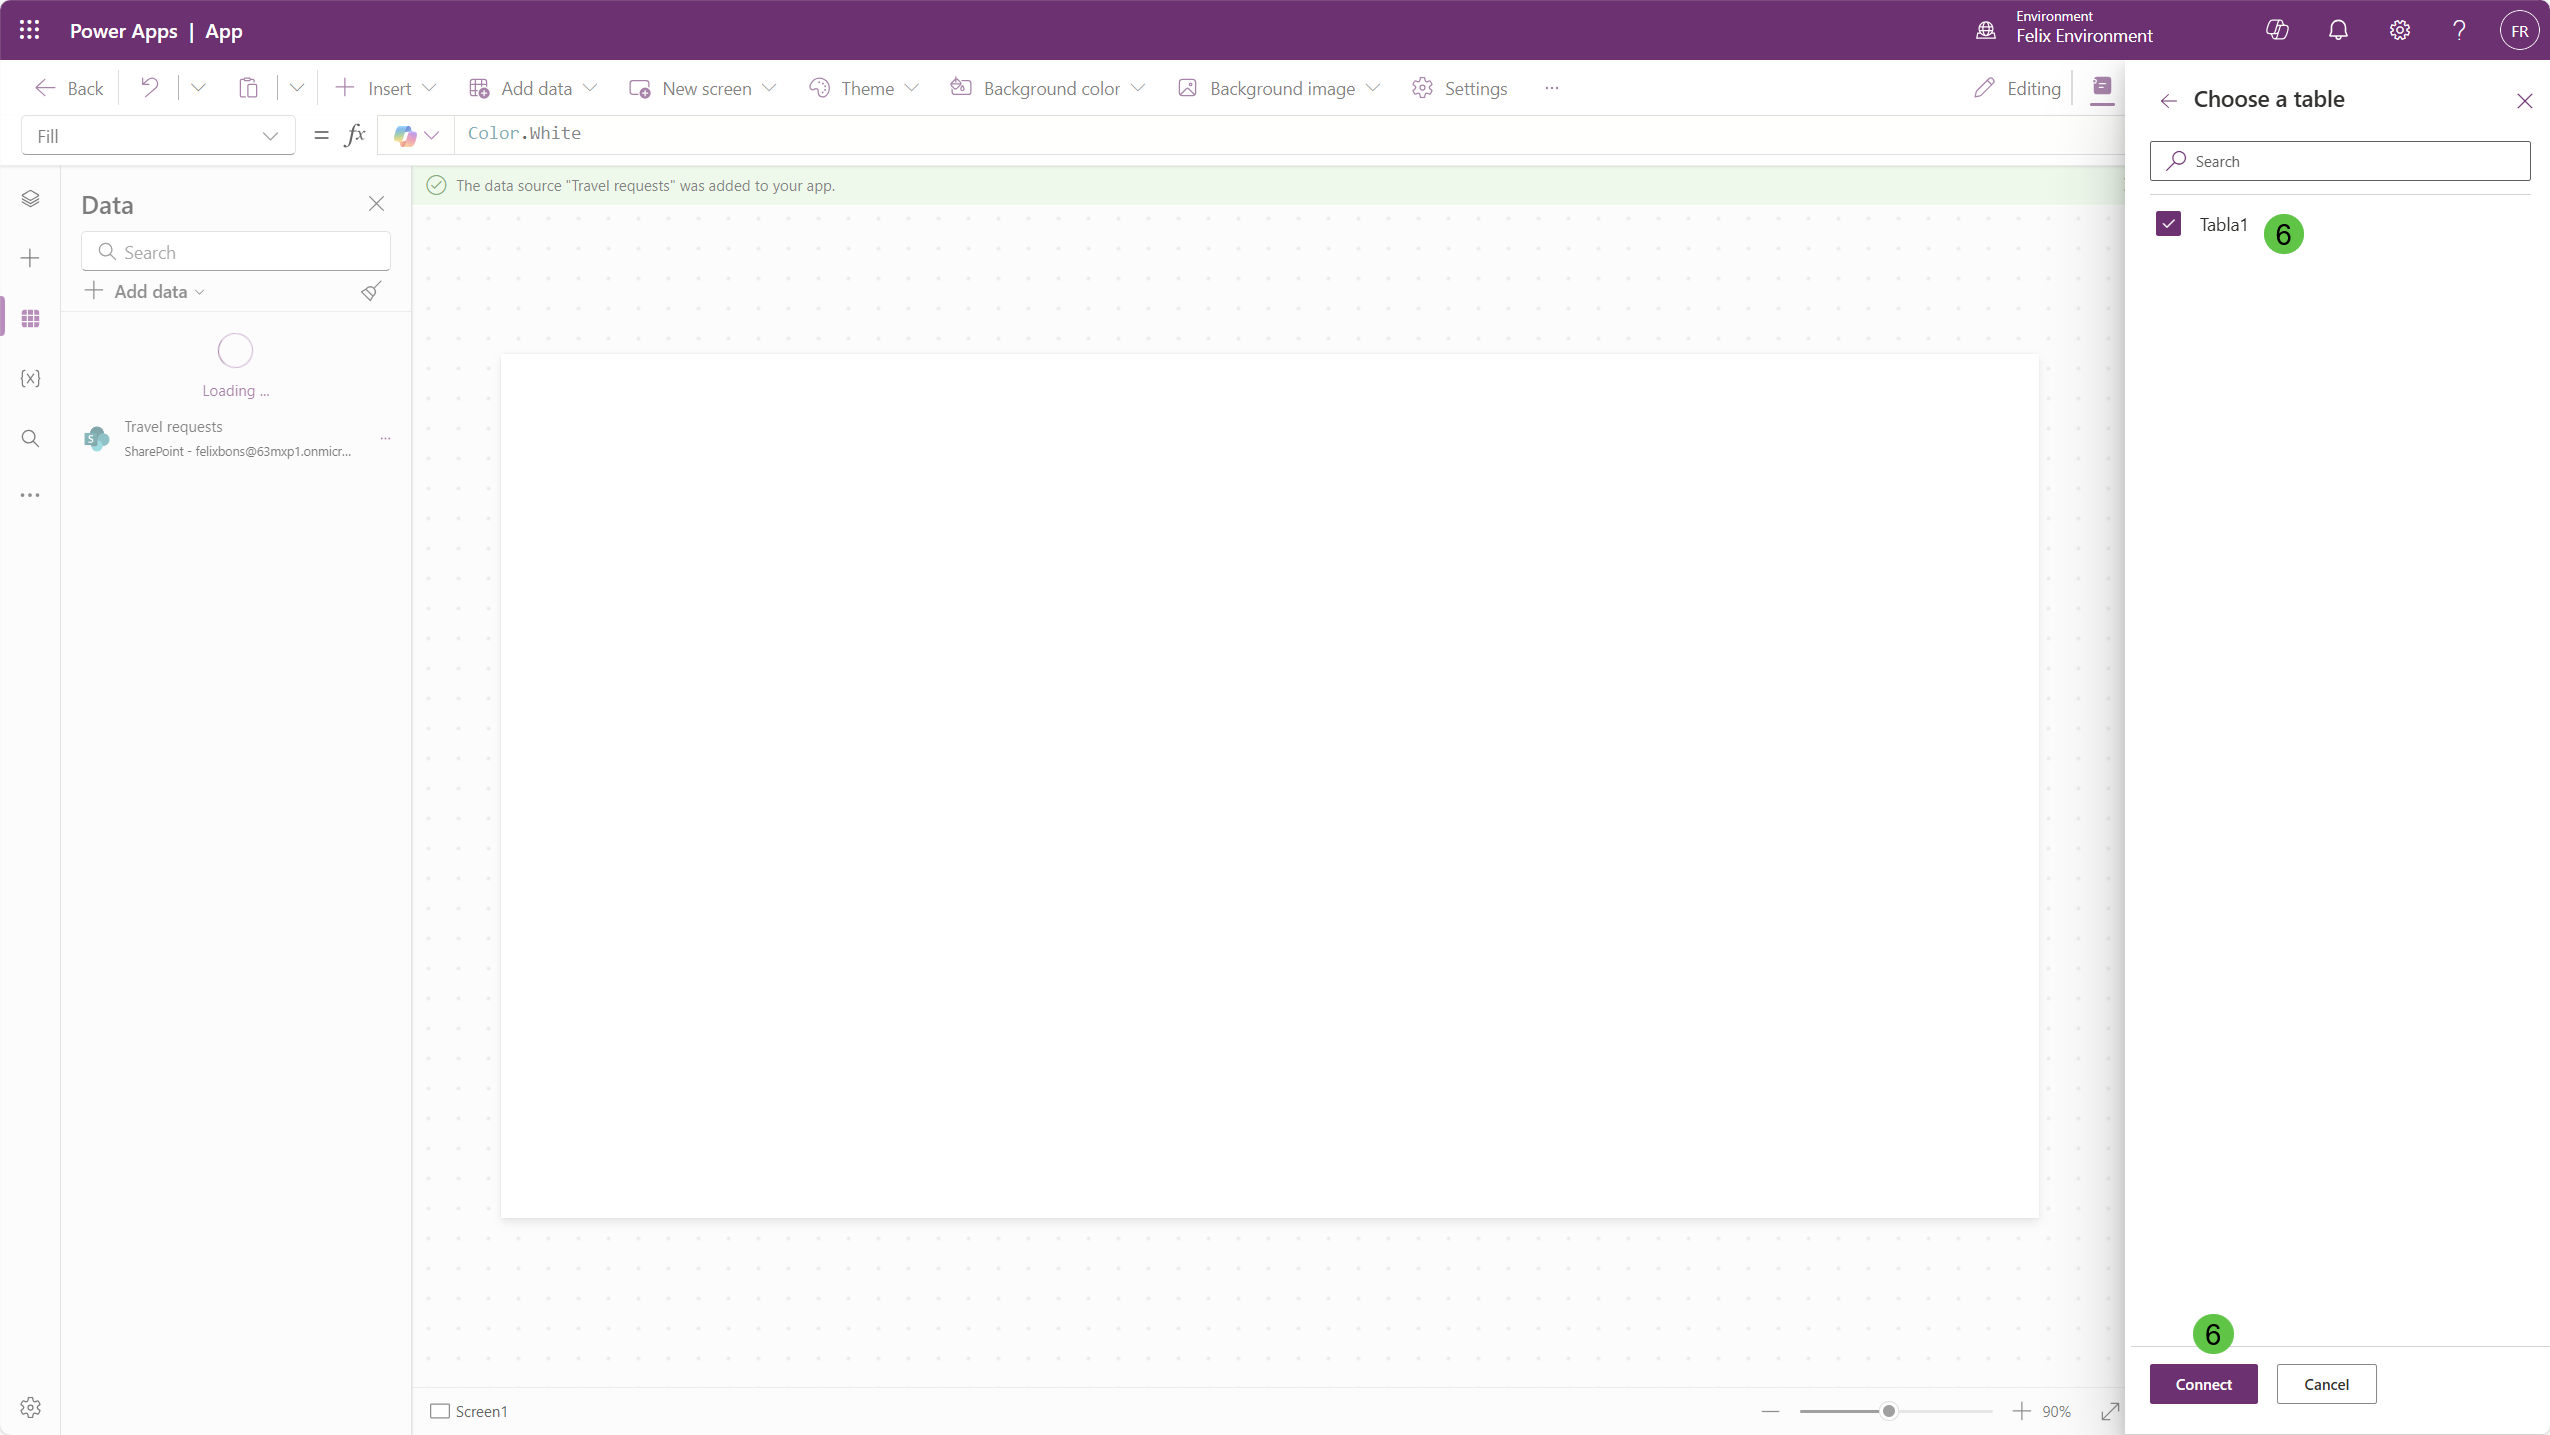 Power Apps | App
Environment
Felix Environment
FR
Back
Insert
Add data
New screen
Theme
Background color
Background image
Settings
...
Editing
Fill
= fx
Color.White
Choose a table
Search
Tabla1
6
Data
Search
Add data
Loading ...
Travel requests
SharePoint - felixbons@63mxp1.onmicr...
...
The data source "Travel requests" was added to your app.
6
Connect
Cancel
Screen1
90%